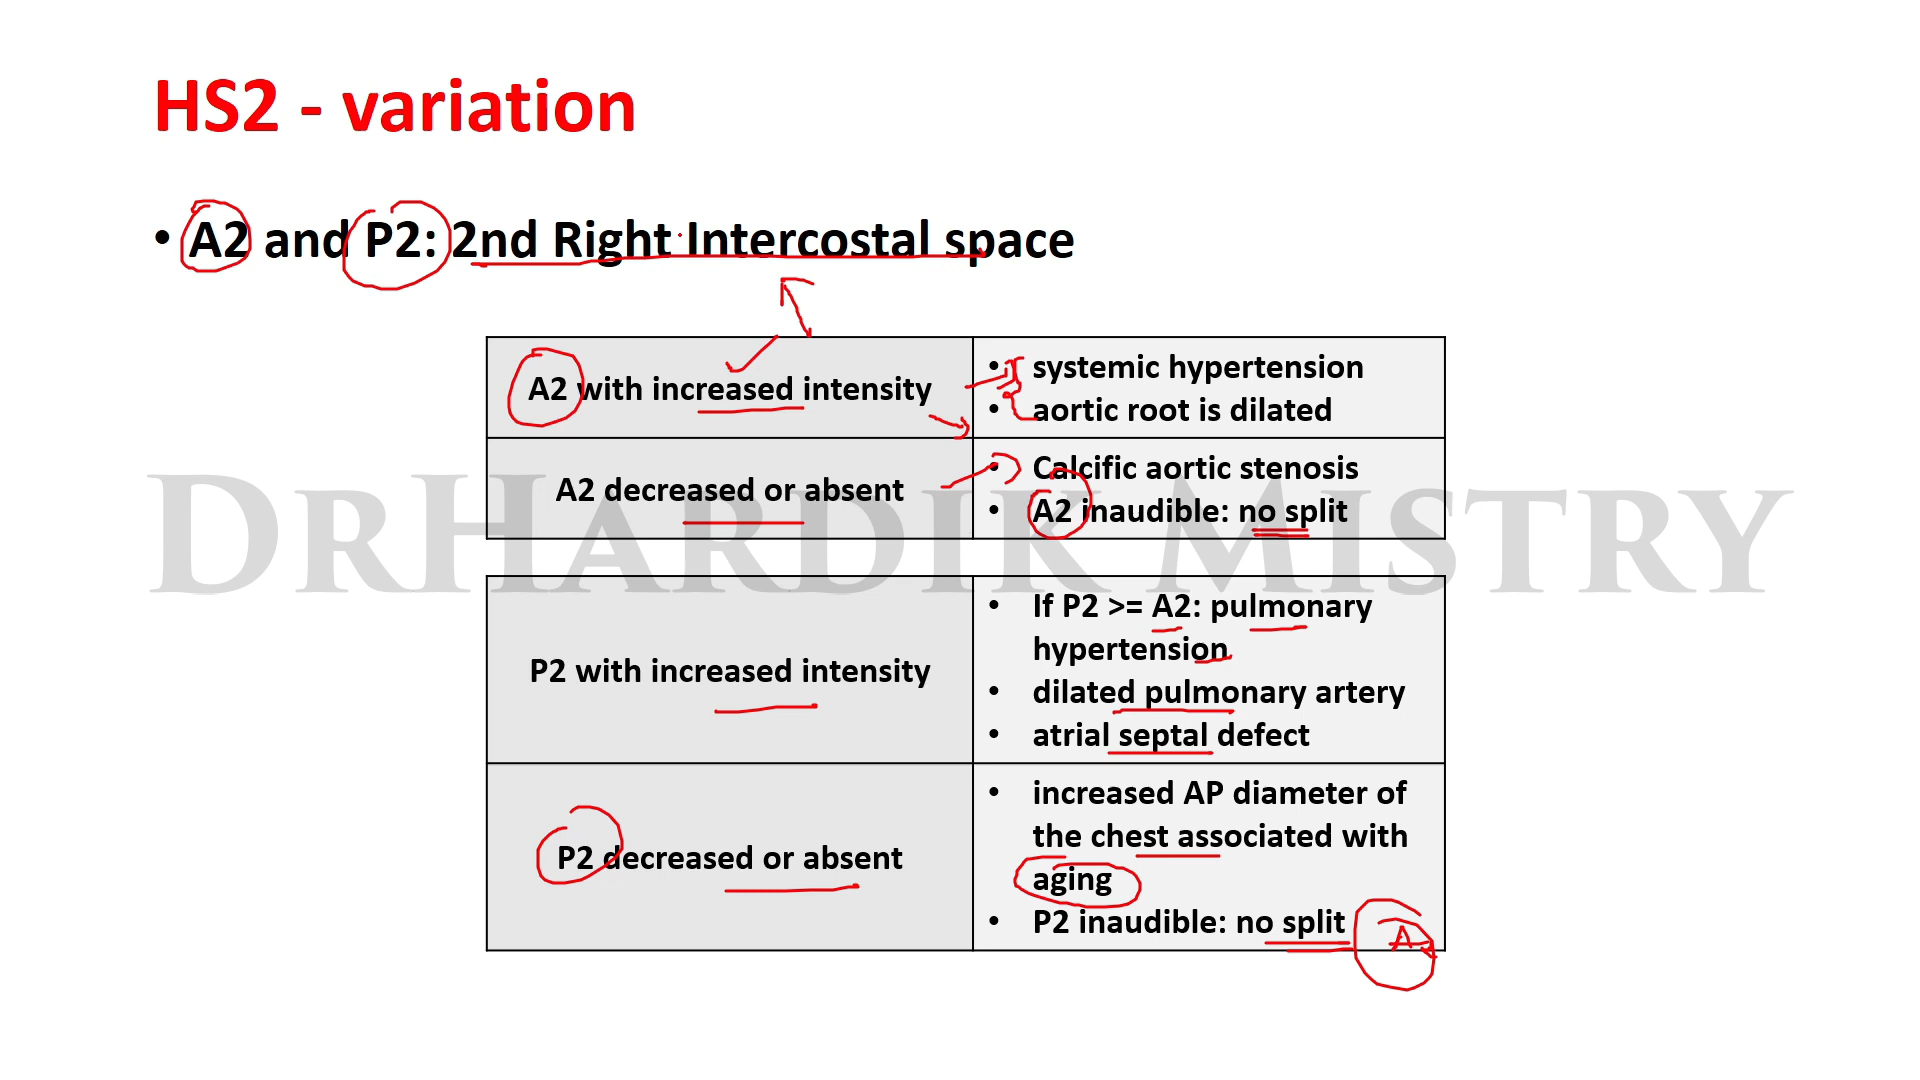 HS2 - variation
• A2 and P2: 2nd Right Intercostal space
A2 with increased intensity
• systemic hypertension
• aortic root is dilated
A2 decreased or absent
• Calcific aortic stenosis
• A2 inaudible: no split
DrHardik Mistry
P2 with increased intensity
• If P2 >= A2: pulmonary
hypertension
• dilated pulmonary artery
• atrial septal defect
P2 decreased or absent
• increased AP diameter of
the chest associated with
aging
• P2 inaudible: no split